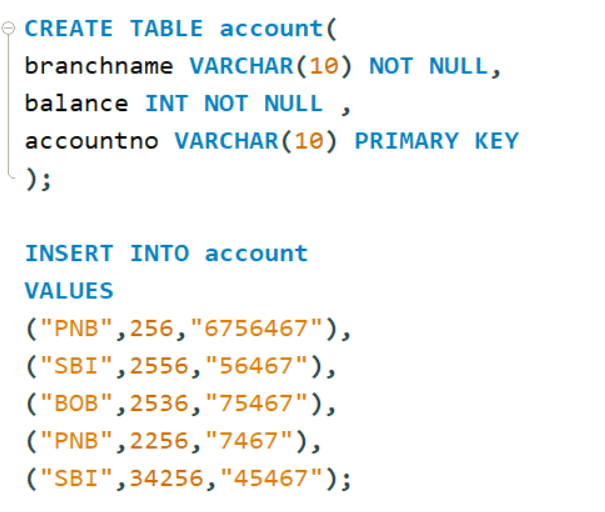 CREATE TABLE account(
branchname VARCHAR(10) NOT NULL,
balance INT NOT NULL ,
accountno VARCHAR(10) PRIMARY KEY
);
INSERT INTO account
VALUES
("PNB",256,"6756467"),
("SBI",2556,"56467"),
("BOB",2536,"75467"),
("PNB",2256,"7467"),
("SBI",34256,"45467");